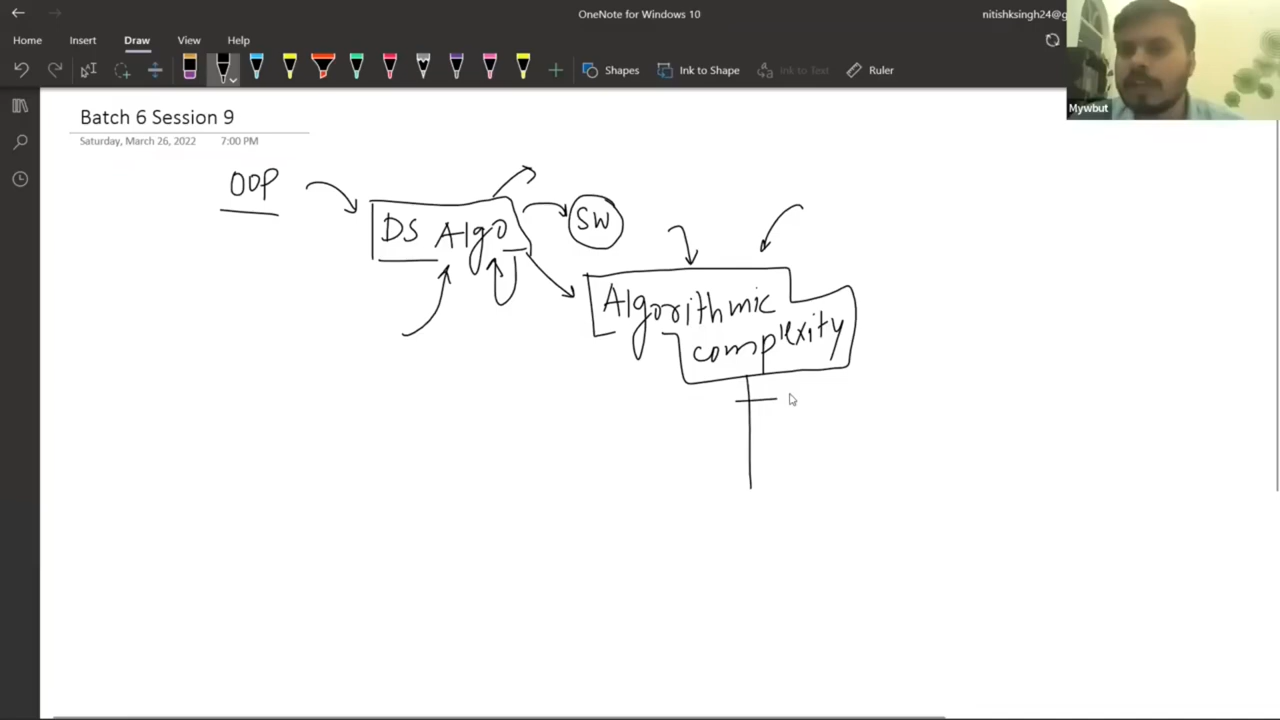 OneNote for Windows 10
nitishksingh24@g
Home Insert Draw View Help
Shapes Ink to Shape Ink to Text Ruler
Mywbut
Batch 6 Session 9
Saturday, March 26, 2022 7:00 PM
OOP
DS Algo
SW
Algorithmic
complexity